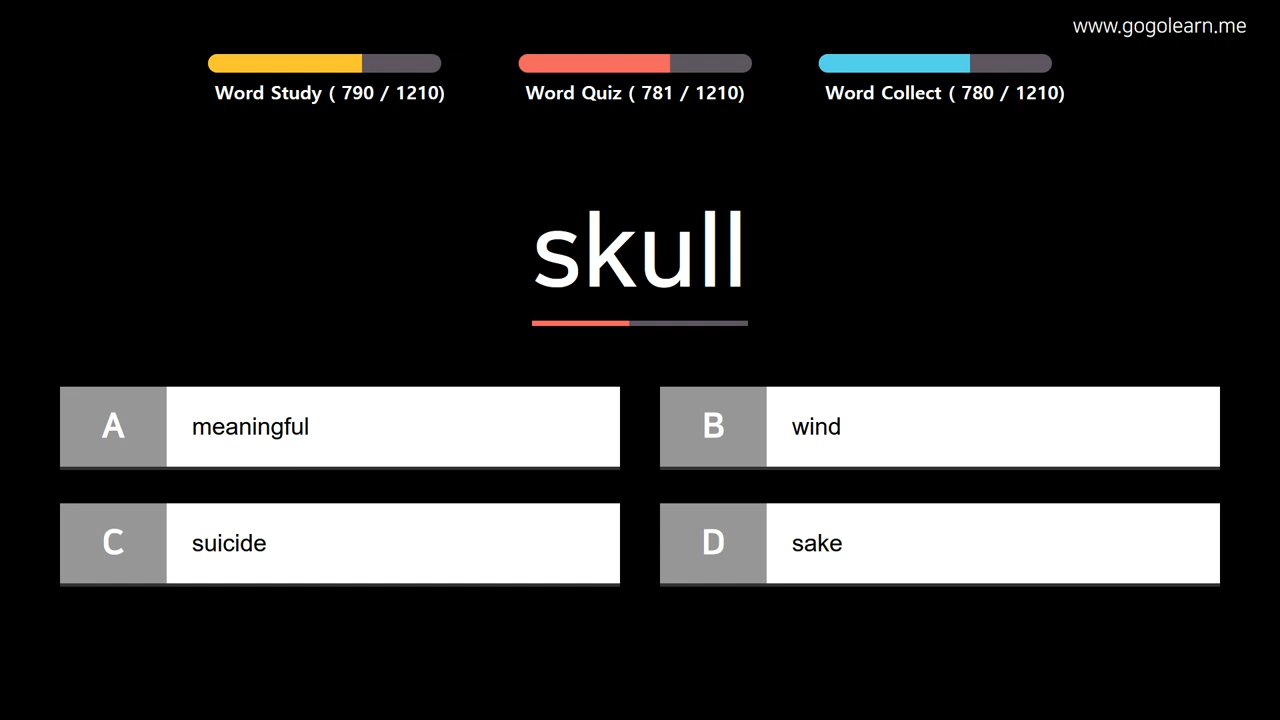 www.gogolearn.me
Word Study ( 790 / 1210)
Word Quiz ( 781 / 1210)
Word Collect ( 780 / 1210)
skull
A meaningful
B wind
C suicide
D sake